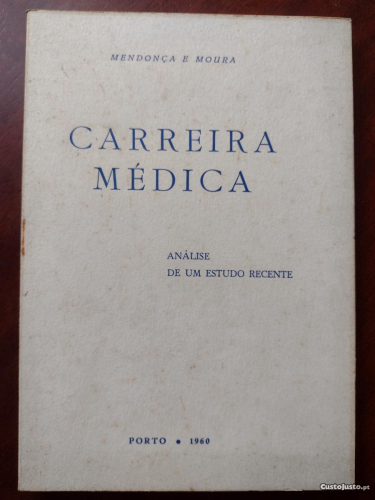 MENDONÇA E MOURA
CARREIRA
MÉDICA
ANÁLISE
DE UM ESTUDO RECENTE
PORTO • 1960
CustoJusto.pt